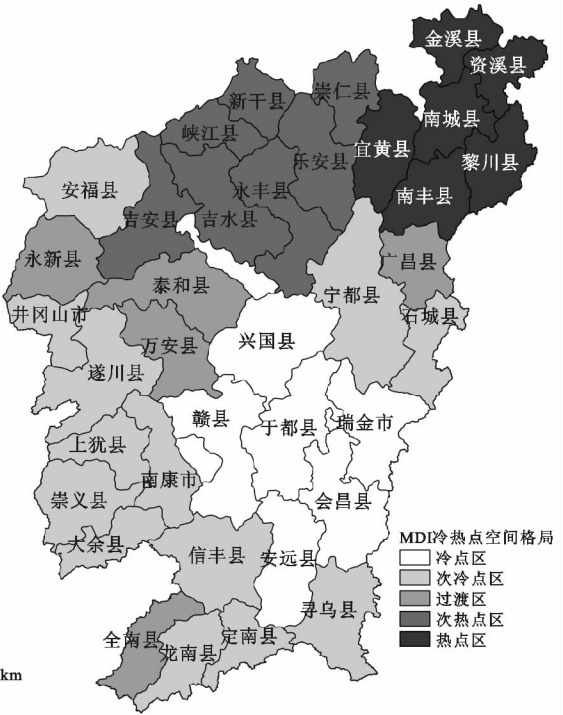 金溪县
资溪县
崇仁县
新干县
南城县
峡江县
宜黄县
乐安县
黎川县
安福县
永丰县
南丰县
吉安县
吉水县
永新县
广昌县
泰和县
宁都县
井冈山市
石城县
兴国县
万安县
遂川县
赣县
于都县
瑞金市
上犹县
南康市
崇义县
会昌县
大余县
信丰县
安远县
寻乌县
全南县
定南县
龙南县
MDI冷热点空间格局
冷点区
次冷点区
过渡区
次热点区
热点区
km